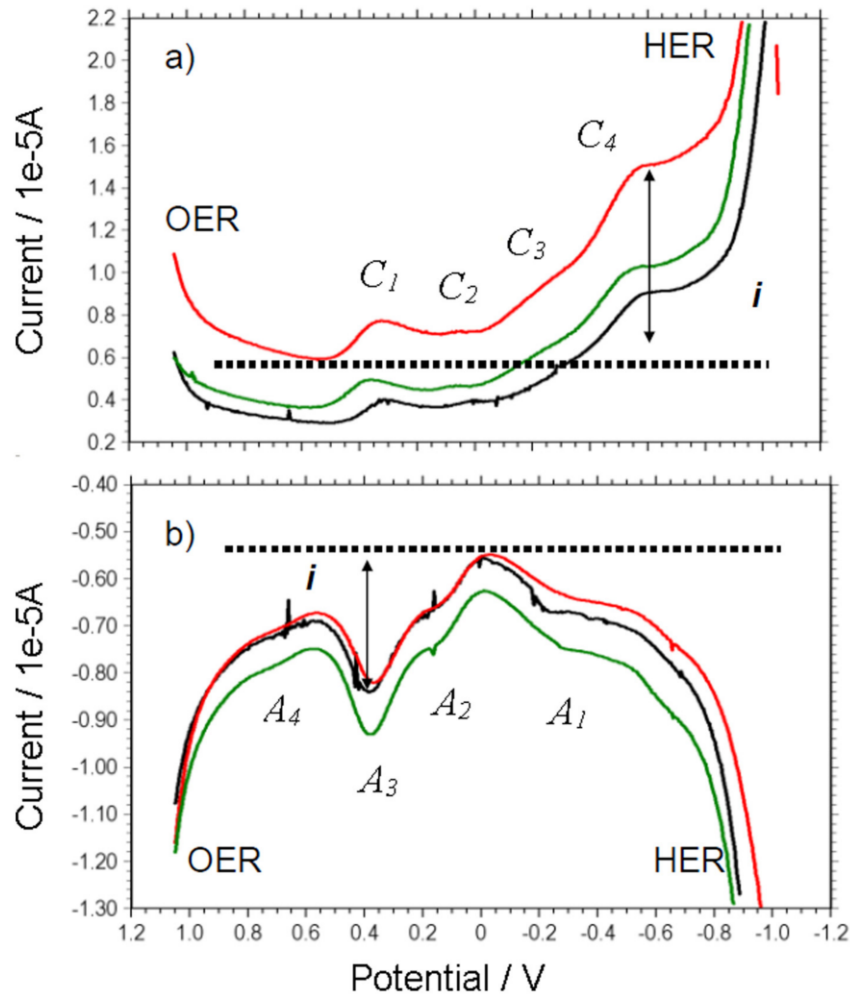 a)
HER
OER
C1
C2
C3
C4
i
Current / 1e-5A
2.2
2.0
1.8
1.6
1.4
1.2
1.0
0.8
0.6
0.4
0.2
b)
i
A4
A3
A2
A1
OER
HER
Current / 1e-5A
-0.40
-0.50
-0.60
-0.70
-0.80
-0.90
-1.00
-1.10
-1.20
-1.30
1.2 1.0 0.8 0.6 0.4 0.2 0 -0.2 -0.4 -0.6 -0.8 -1.0 -1.2
Potential / V